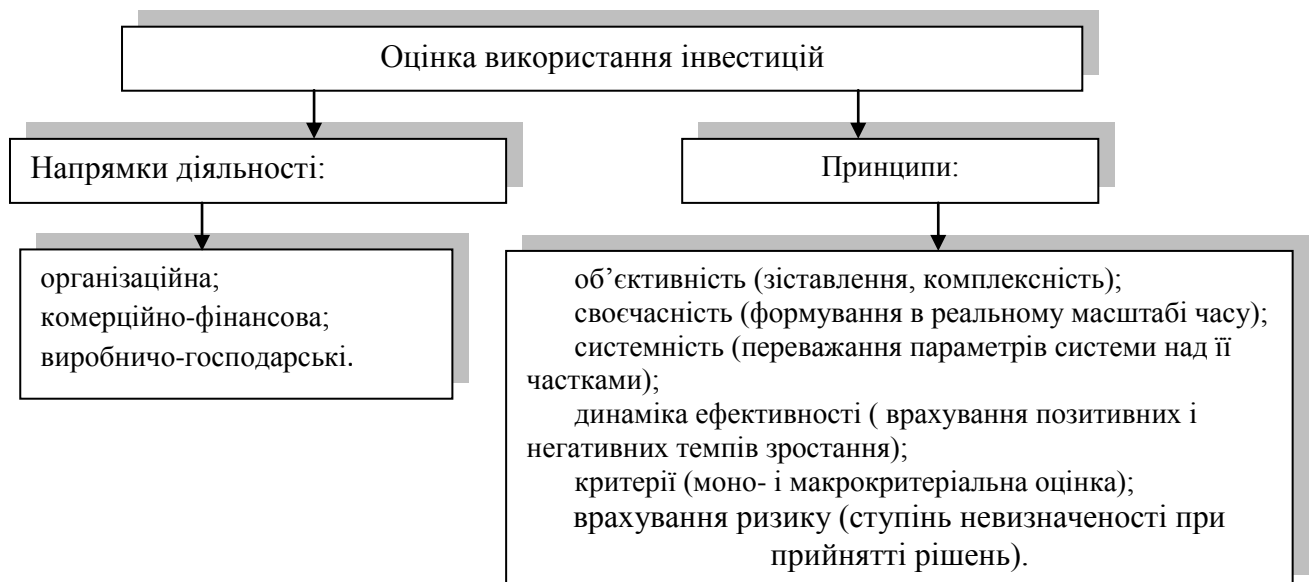 Оцінка використання інвестицій
Напрямки діяльності:
Принципи:
організаційна;
комерційно-фінансова;
виробничо-господарські.
об’єктивність (зіставлення, комплексність);
своєчасність (формування в реальному масштабі часу);
системність (переважання параметрів системи над її
частками);
динаміка ефективності ( врахування позитивних і
негативних темпів зростання);
критерії (моно- і макрокритеріальна оцінка);
врахування ризику (ступінь невизначеності при
прийнятті рішень).